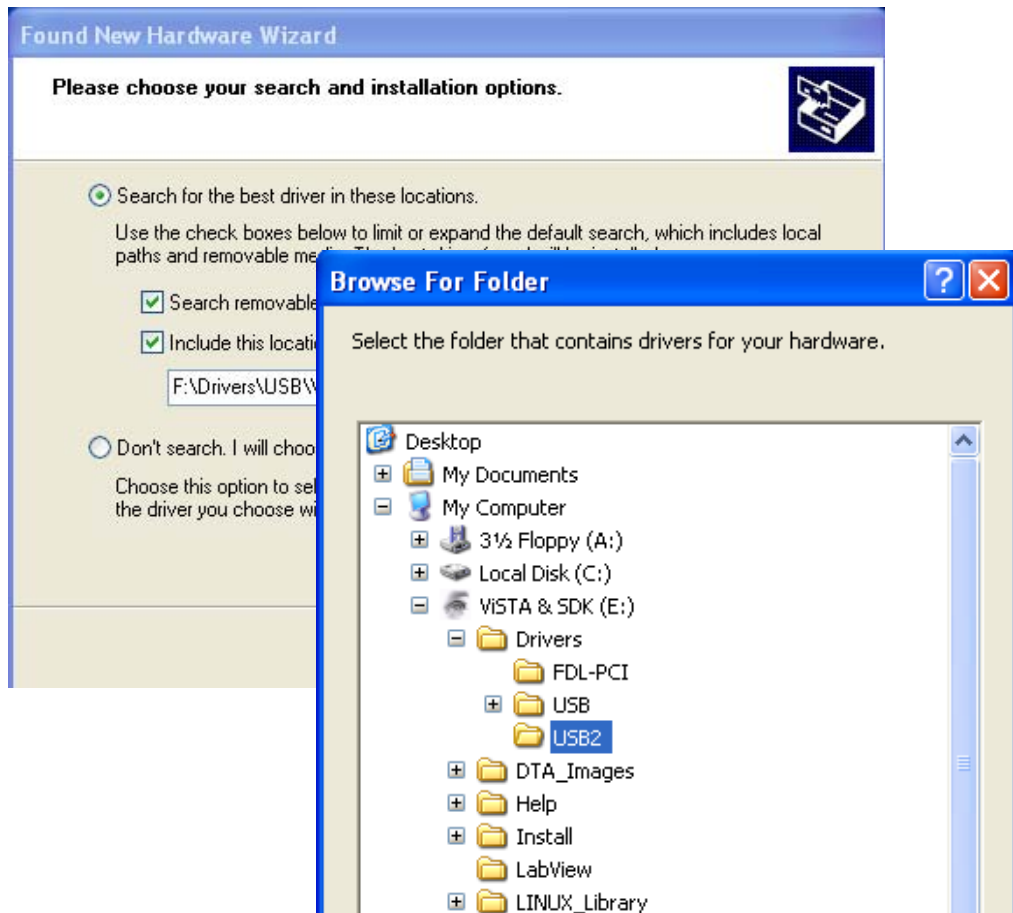 Found New Hardware Wizard
Please choose your search and installation options.
Search for the best driver in these locations.
Use the check boxes below to limit or expand the default search, which includes local
paths and removable
Search removable
Include this
F:\Drivers\USB\
Don't search. I will
Choose this option to
the driver you choose
Browse For Folder
Select the folder that contains drivers for your hardware.
Desktop
My Documents
My Computer
3½ Floppy (A:)
Local Disk (C:)
ViSTA & SDK (E:)
Drivers
FDL-PCI
USB
USB2
DTA_Images
Help
Install
LabView
LINUX_Library